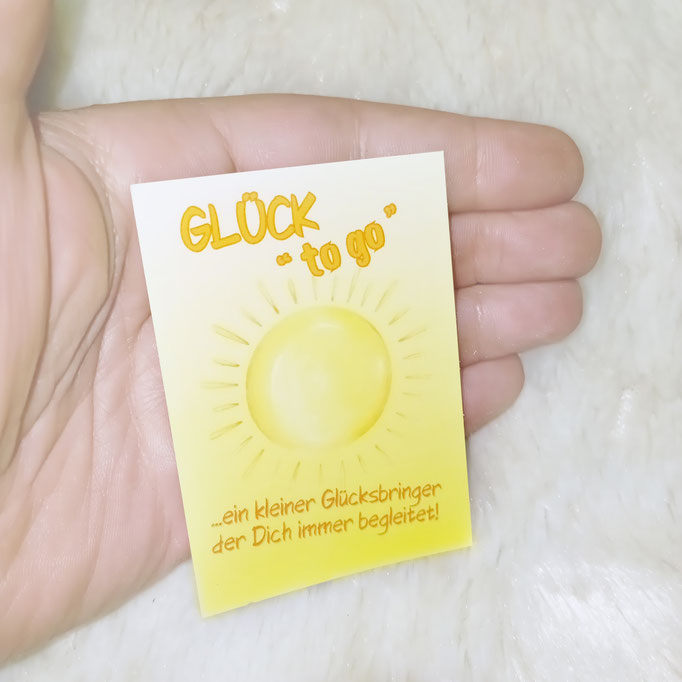 GLÜCK
“ to go ”
...ein kleiner Glücksbringer
der Dich immer begleitet!